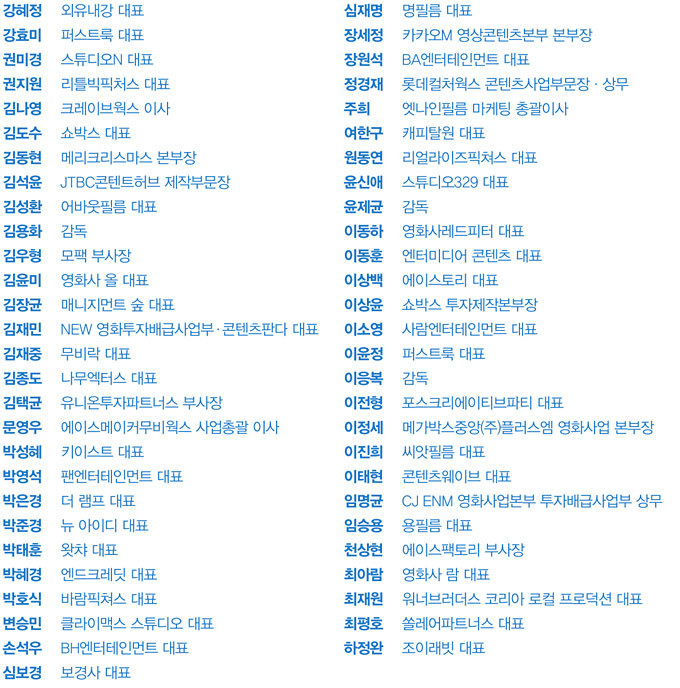 강혜정 외유내강 대표
강효미 퍼스트룩 대표
권미경 스튜디오N 대표
권지원 리틀빅픽처스 대표
김나영 크레이브웍스 이사
김도수 쇼박스 대표
김동현 메리크리스마스 본부장
김석윤 JTBC콘텐트허브 제작부문장
김성환 어바웃필름 대표
김용화 감독
김우형 모팩 부사장
김윤미 영화사 올 대표
김장균 매니지먼트 숲 대표
김재민 NEW 영화투자배급사업부·콘텐츠판다 대표
김재중 무비락 대표
김종도 나무엑터스 대표
김택균 유니온투자파트너스 부사장
문영우 에이스메이커무비웍스 사업총괄 이사
박성혜 키이스트 대표
박영석 팬엔터테인먼트 대표
박은경 더 램프 대표
박준경 뉴 아이디 대표
박태훈 왓챠 대표
박혜경 엔드크레딧 대표
박호식 바람픽쳐스 대표
변승민 클라이맥스 스튜디오 대표
손석우 BH엔터테인먼트 대표
심보경 보경사 대표
심재명 명필름 대표
장세정 카카오M 영상콘텐츠본부 본부장
장원석 BA엔터테인먼트 대표
정경재 롯데컬처웍스 콘텐츠사업부문장 · 상무
주희 엣나인필름 마케팅 총괄이사
여한구 캐피탈원 대표
원동연 리얼라이즈픽쳐스 대표
윤신애 스튜디오329 대표
윤제균 감독
이동하 영화사레드피터 대표
이동훈 엔터미디어 콘텐츠 대표
이상백 에이스토리 대표
이상윤 쇼박스 투자제작본부장
이소영 사람엔터테인먼트 대표
이윤정 퍼스트룩 대표
이응복 감독
이전형 포스크리에이티브파티 대표
이정세 메가박스중앙(주)플러스엠 영화사업 본부장
이진희 씨앗필름 대표
이태현 콘텐츠웨이브 대표
임명균 CJ ENM 영화사업본부 투자배급사업부 상무
임승용 용필름 대표
천상현 에이스팩토리 부사장
최아람 영화사 람 대표
최재원 워너브러더스 코리아 로컬 프로덕션 대표
최평호 쏠레어파트너스 대표
하정완 조이래빗 대표